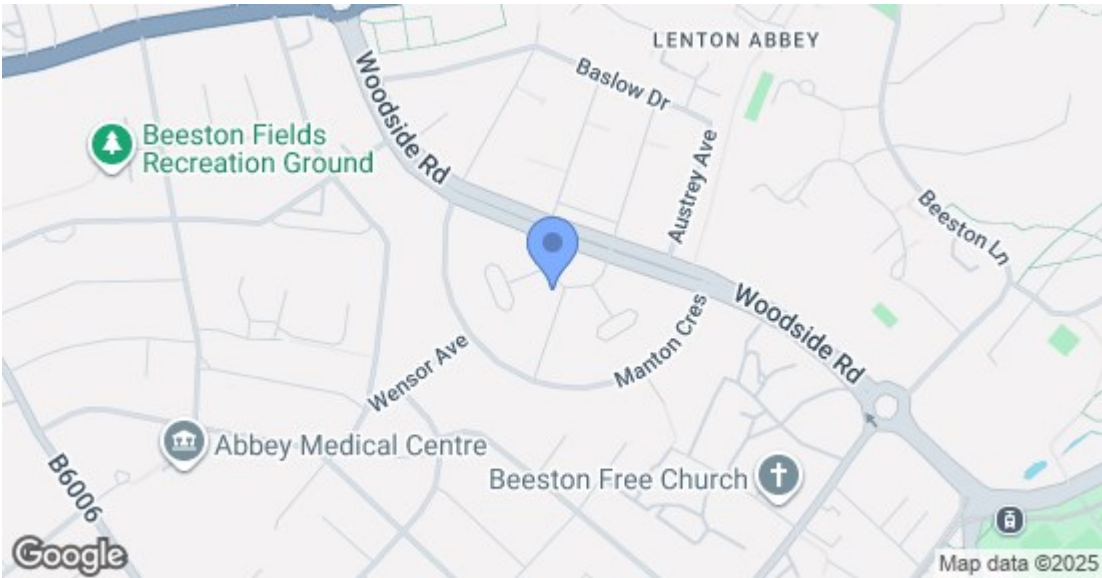 LENTON ABBEY
Baslow Dr
Woodside Rd
Beeston Fields
Recreation Ground
Austrey Ave
Beeston Ln
Woodside Rd
Manton Cres
Wensor Ave
Abbey Medical Centre
Beeston Free Church
B6006
Google
Map data ©2025